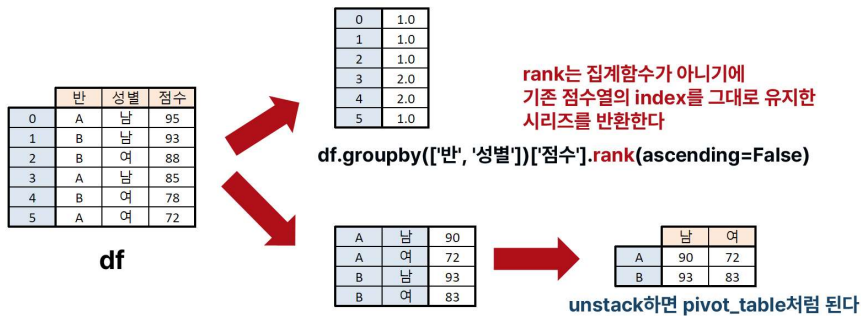 반 성별 점수
0 A 남 95
1 B 남 93
2 B 여 88
3 A 남 85
4 B 여 78
5 A 여 72
df
0 1.0
1 1.0
2 1.0
3 2.0
4 2.0
5 1.0
rank는 집계함수가 아니기에
기존 점수열의 index를 그대로 유지한
시리즈를 반환한다
df.groupby(['반', '성별'])['점수'].rank(ascending=False)
A 남 90
A 여 72
B 남 93
B 여 83
남 여
A 90 72
B 93 83
unstack하면 pivot_table처럼 된다